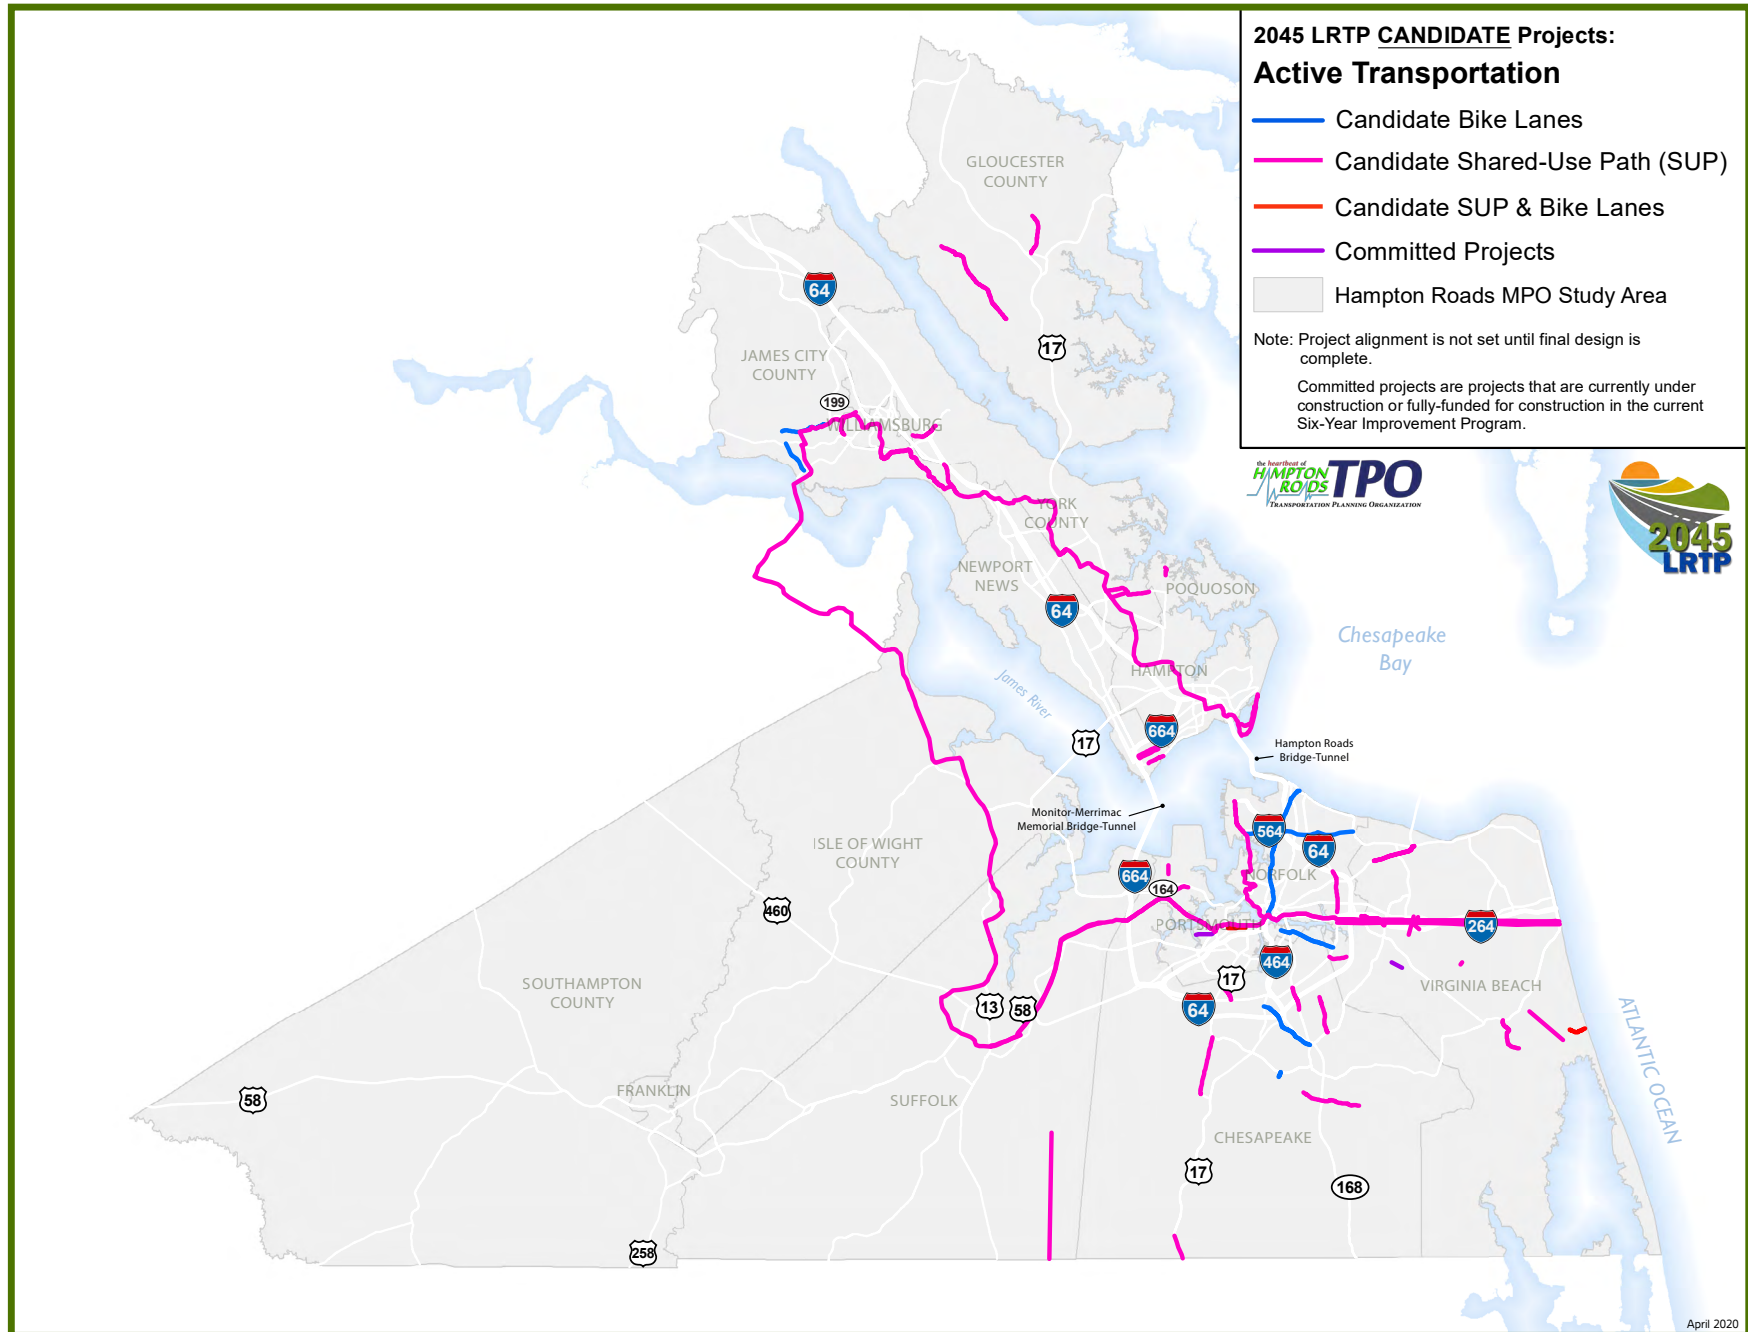 2045 LRTP CANDIDATE Projects:
Active Transportation
Candidate Bike Lanes
Candidate Shared-Use Path (SUP)
Candidate SUP & Bike Lanes
Committed Projects
Hampton Roads MPO Study Area
Note: Project alignment is not set until final design is
complete.
Committed projects are projects that are currently under
construction or fully-funded for construction in the current
Six-Year Improvement Program.
the heartbeat of
HAMPTON
ROADS
TPO
TRANSPORTATION PLANNING ORGANIZATION
2045
LRTP
GLOUCESTER
COUNTY
64
17
JAMES CITY
COUNTY
199
WILLIAMSBURG
YORK
COUNTY
NEWPORT
NEWS
POQUOSON
64
Chesapeake
Bay
HAMPTON
James River
664
17
Hampton Roads
Bridge-Tunnel
Monitor-Merrimac
Memorial Bridge-Tunnel
564
64
ISLE OF WIGHT
COUNTY
664
164
NORFOLK
460
PORTSMOUTH
264
464
SOUTHAMPTON
COUNTY
17
VIRGINIA BEACH
13
58
64
ATLANTIC OCEAN
58
FRANKLIN
SUFFOLK
CHESAPEAKE
17
168
258
April 2020